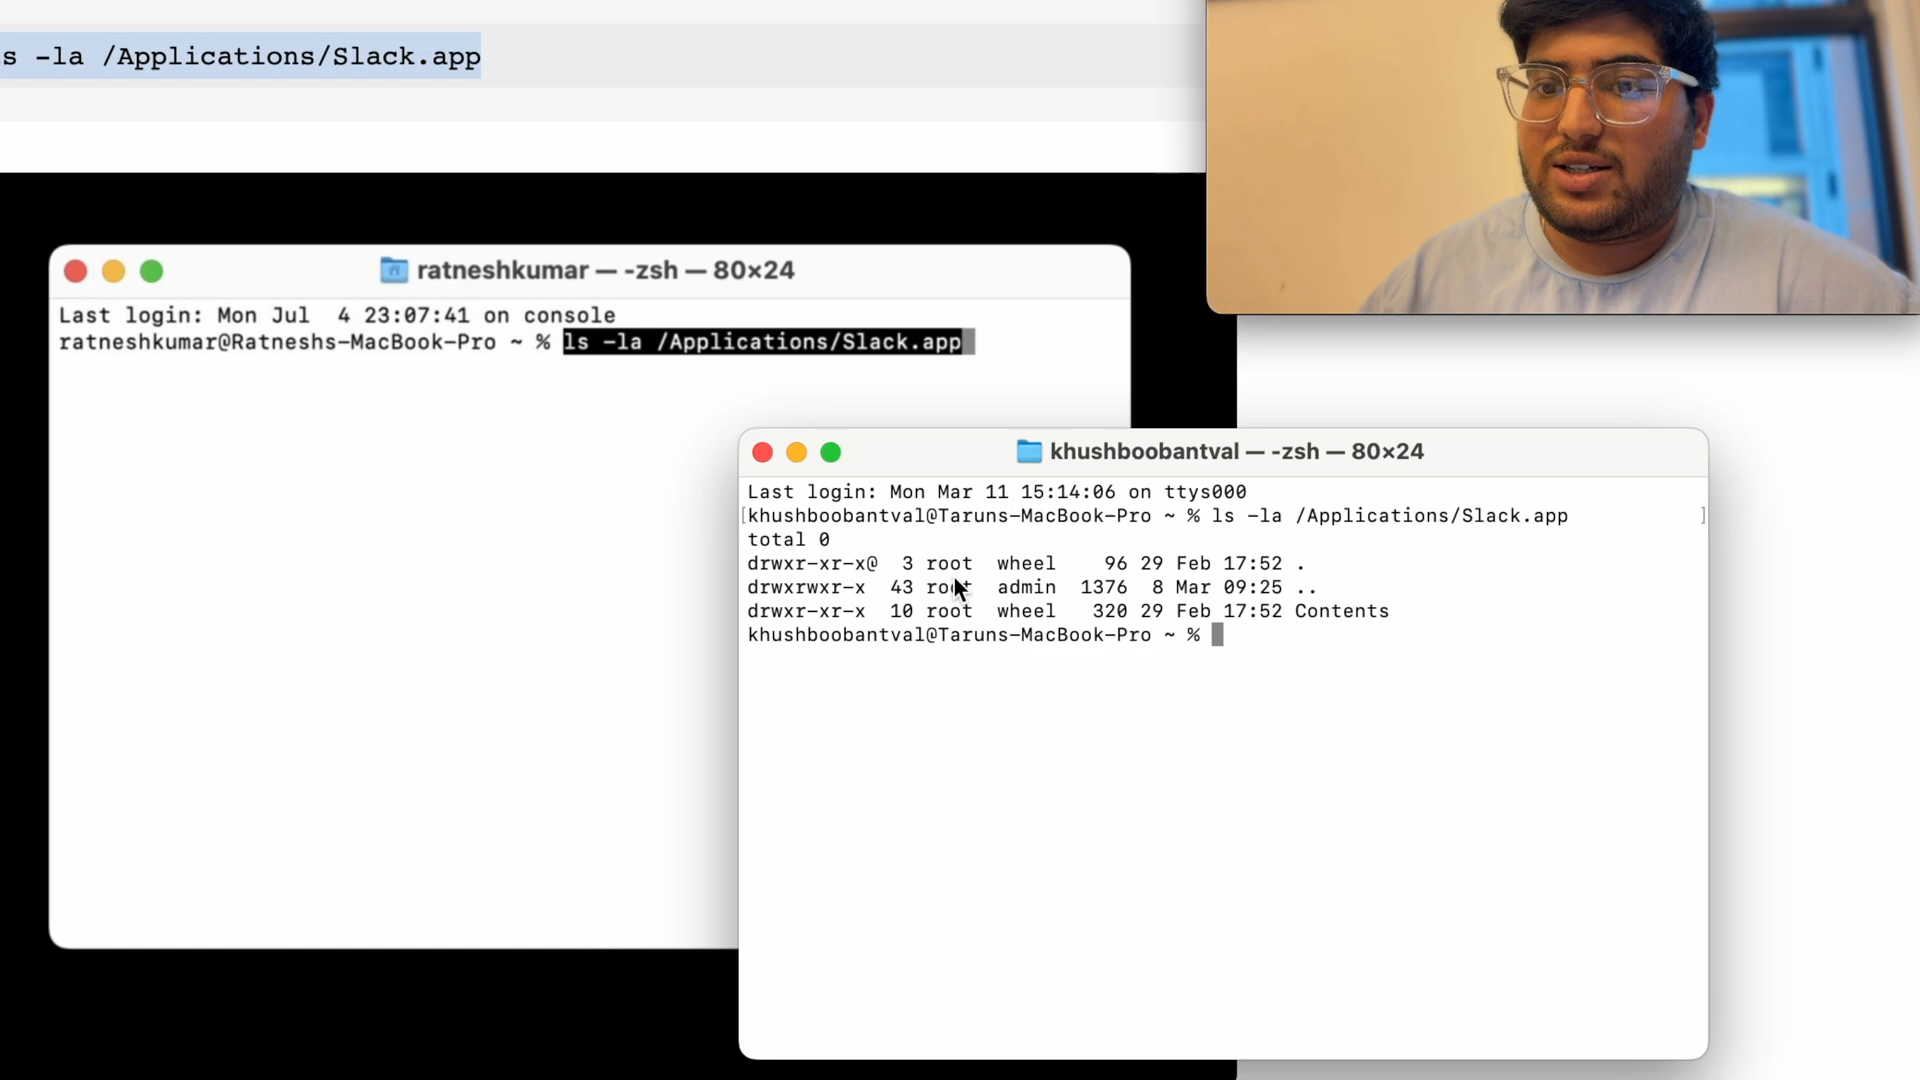 s -la /Applications/Slack.app
ratneshkumar — -zsh — 80×24
Last login: Mon Jul  4 23:07:41 on console
ratneshkumar@Ratneshs-MacBook-Pro ~ % ls -la /Applications/Slack.app
khushboobantval — -zsh — 80×24
Last login: Mon Mar 11 15:14:06 on ttys000
[khushboobantval@Taruns-MacBook-Pro ~ % ls -la /Applications/Slack.app ]
total 0
drwxr-xr-x@  3 root  wheel    96 29 Feb 17:52 .
drwxrwxr-x  43 root  admin  1376  8 Mar 09:25 ..
drwxr-xr-x  10 root  wheel   320 29 Feb 17:52 Contents
khushboobantval@Taruns-MacBook-Pro ~ %